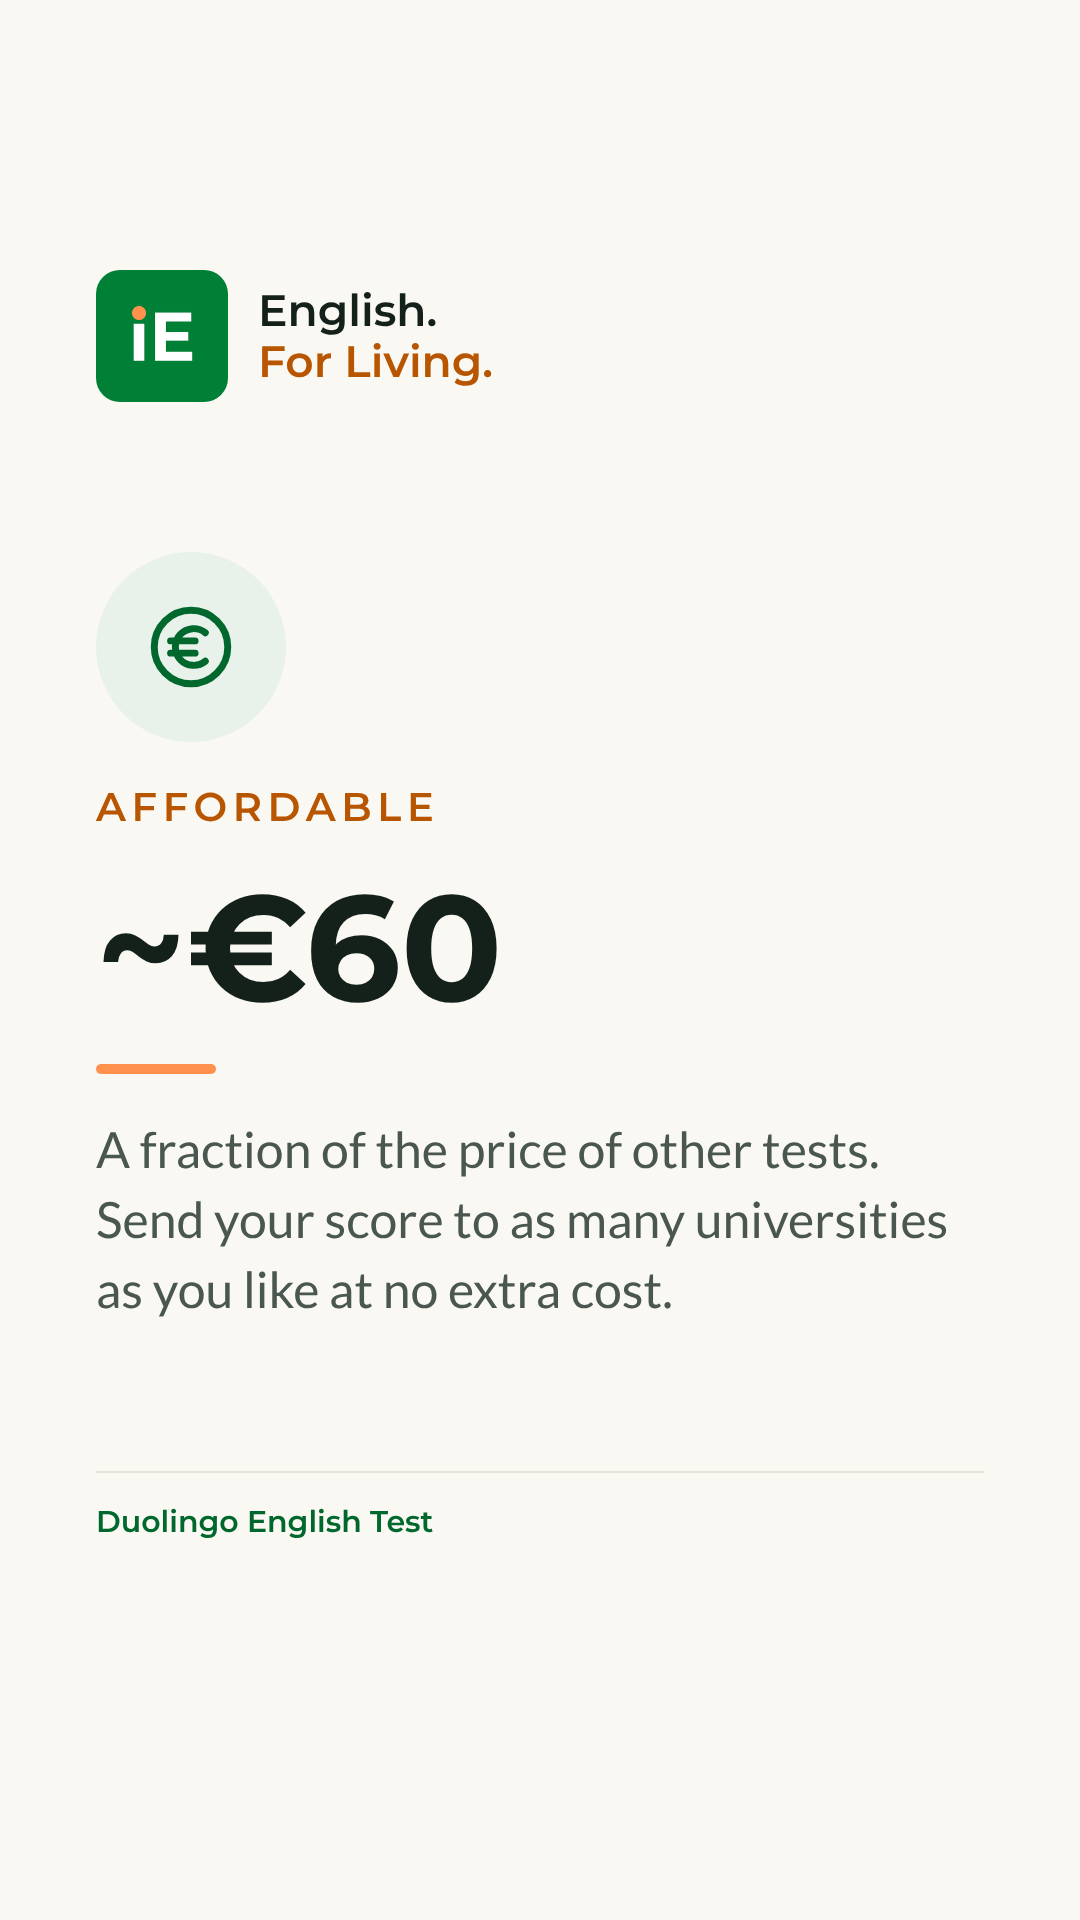 iE
English.
For Living.
€
AFFORDABLE
~€60
A fraction of the price of other tests.
Send your score to as many universities
as you like at no extra cost.
Duolingo English Test